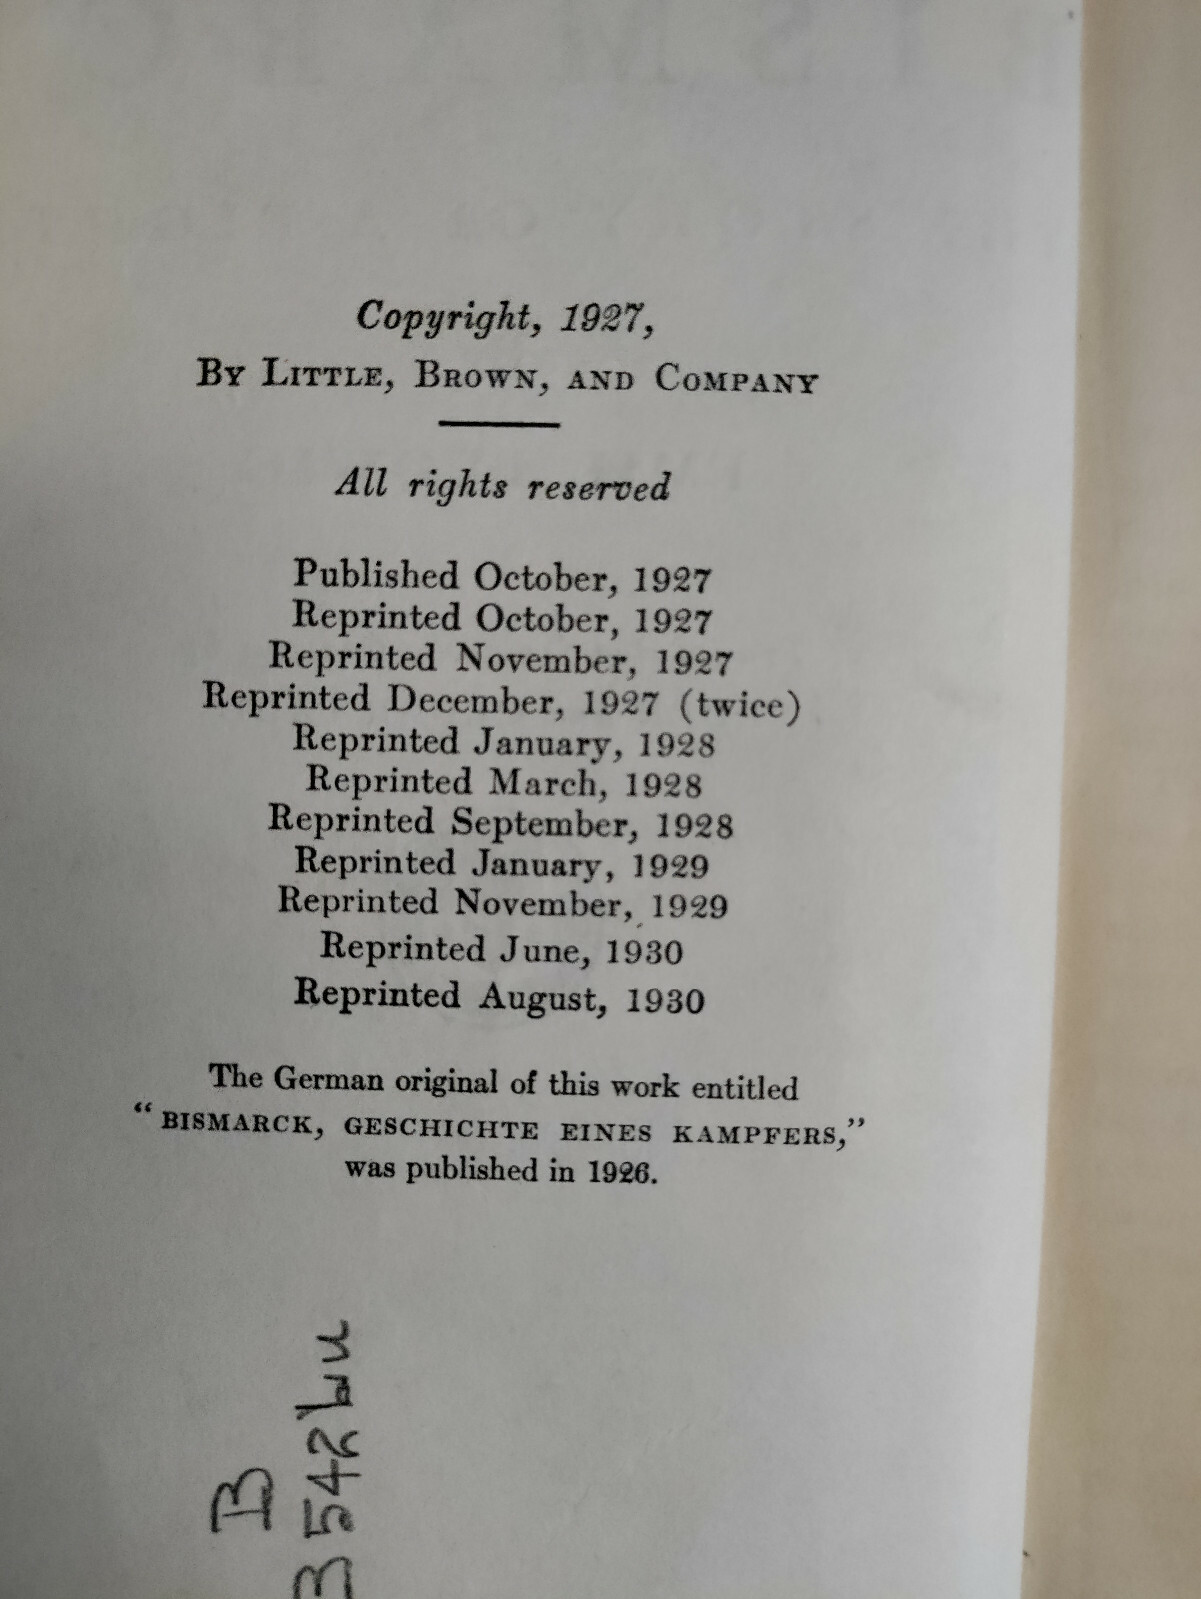 Copyright, 1927,
By Little, Brown, and Company
All rights reserved
Published October, 1927
Reprinted October, 1927
Reprinted November, 1927
Reprinted December, 1927 (twice)
Reprinted January, 1928
Reprinted March, 1928
Reprinted September, 1928
Reprinted January, 1929
Reprinted November, 1929
Reprinted June, 1930
Reprinted August, 1930
The German original of this work entitled
“BISMARCK, GESCHICHTE EINES KAMPFERS,”
was published in 1926.
B
B542